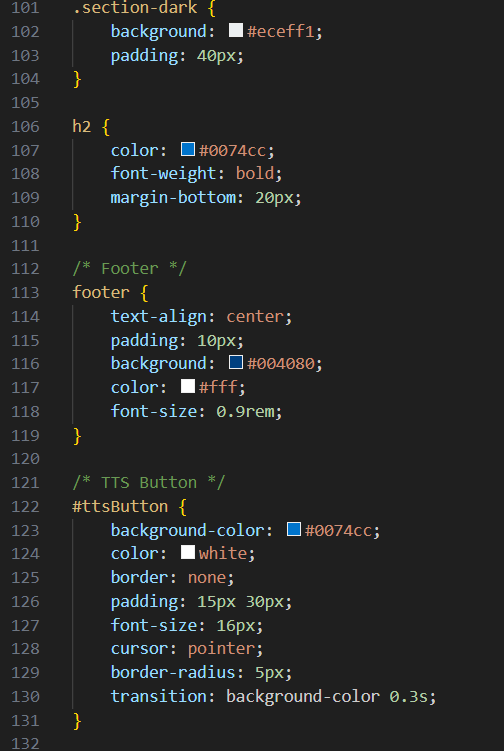 101 .section-dark {
102     background: #eceff1;
103     padding: 40px;
104 }
105
106 h2 {
107     color: #0074cc;
108     font-weight: bold;
109     margin-bottom: 20px;
110 }
111
112 /* Footer */
113 footer {
114     text-align: center;
115     padding: 10px;
116     background: #004080;
117     color: #fff;
118     font-size: 0.9rem;
119 }
120
121 /* TTS Button */
122 #ttsButton {
123     background-color: #0074cc;
124     color: white;
125     border: none;
126     padding: 15px 30px;
127     font-size: 16px;
128     cursor: pointer;
129     border-radius: 5px;
130     transition: background-color 0.3s;
131 }
132